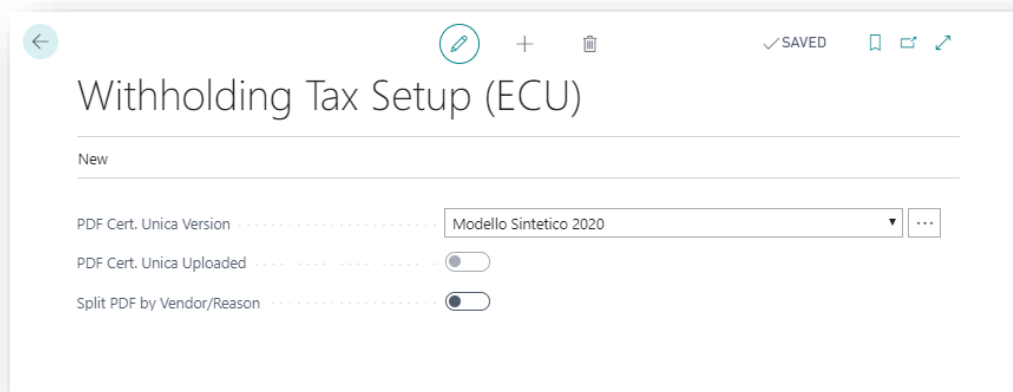 SAVED
Withholding Tax Setup (ECU)
New
PDF Cert. Unica Version
Modello Sintetico 2020
PDF Cert. Unica Uploaded
Split PDF by Vendor/Reason